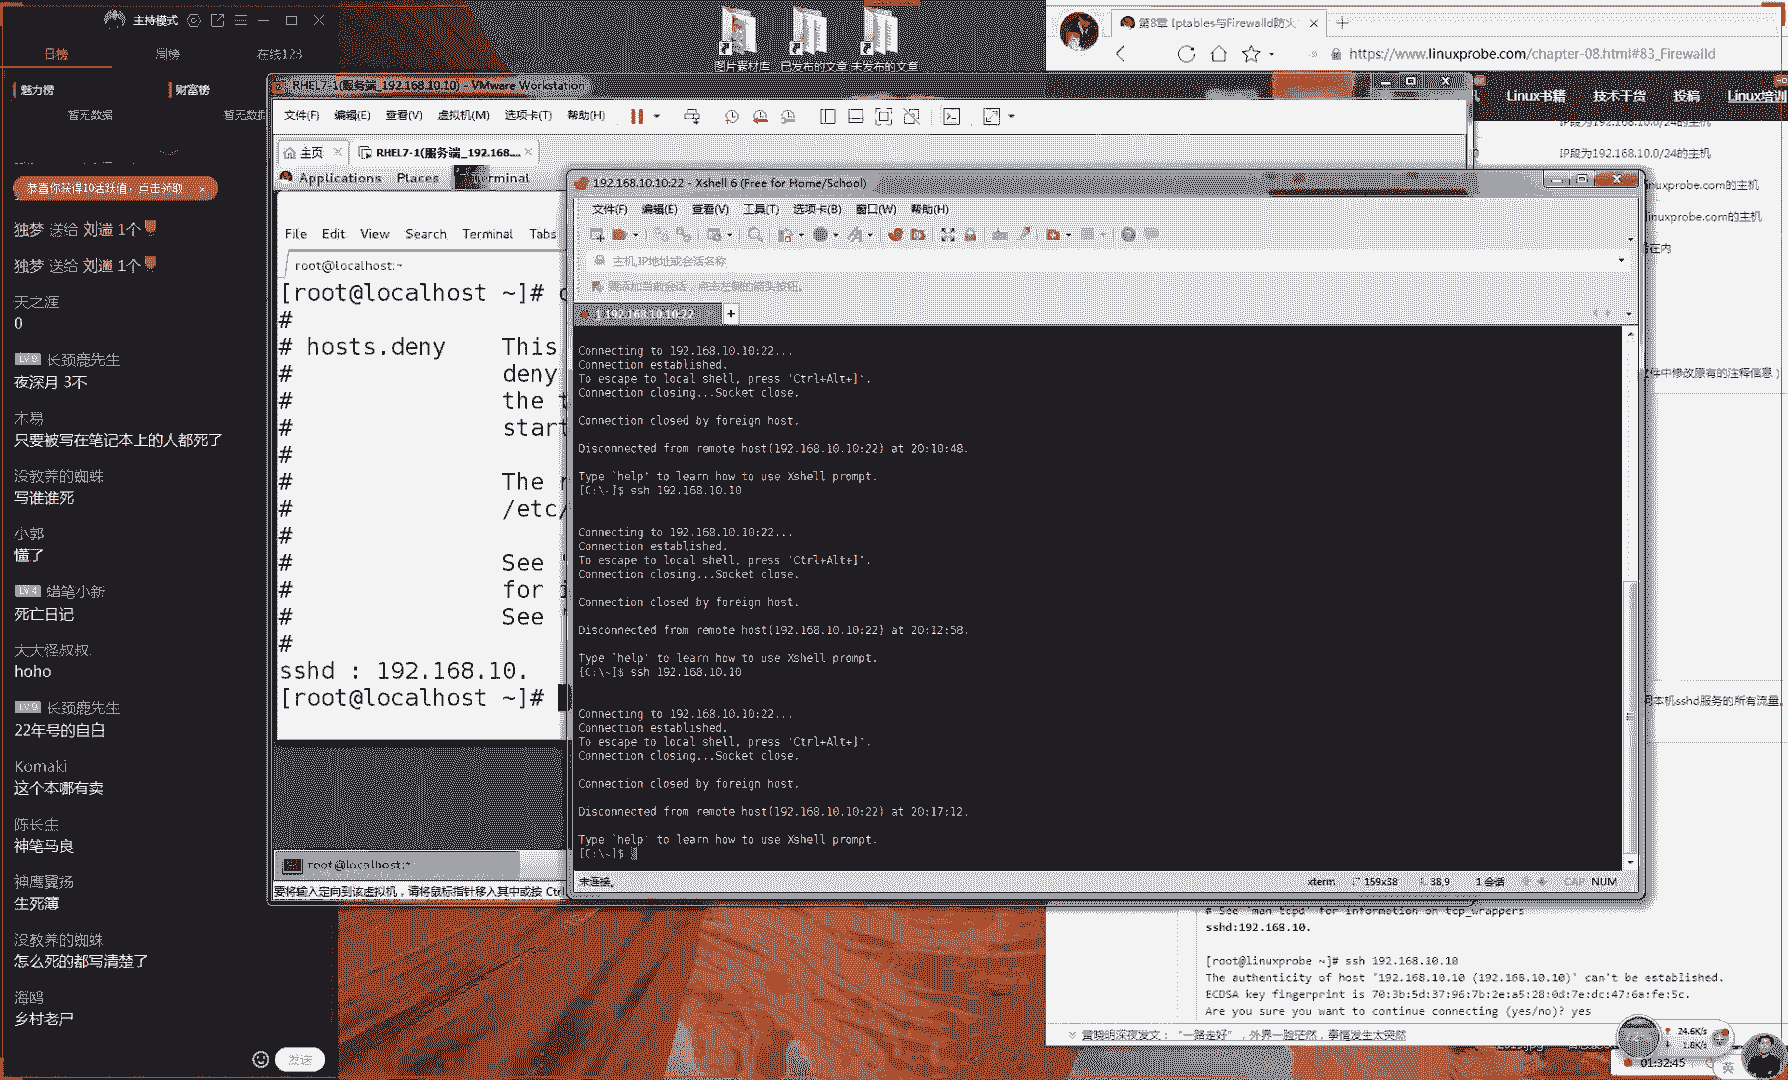 主持模式
日榜 周榜 在线123
魅力榜 财富榜
暂无数据 暂无数据
恭喜你获得10活跃值，点击领取 ×
独梦 送给 刘遄 1个
独梦 送给 刘遄 1个
天之涯
0
长颈鹿先生
夜深月 3不
木易
只要被写在笔记本上的人都死了
没教养的蜘蛛
写谁谁死
小郭
懂了
LV 4 蜡笔小新
死亡日记
大大怪叔叔.
hoho
长颈鹿先生
22年号的自白
Komaki
这个本哪有卖
陈长生
神笔马良
神鹰翼扬
生死簿
没教养的蜘蛛
怎么死的都写清楚了
海鸥
乡村老尸
发送
图片素材库 已发布的文章 未发布的文章
RHEL7-1(服务端_192.168.10.10) - VMware Workstation
文件(F) 编辑(E) 查看(V) 虚拟机(M) 选项卡(T) 帮助(H)
主页 × RHEL7-1(服务端_192.168.... ×
Applications Places Terminal
File Edit View Search Terminal Tabs
root@localhost:~
[root@localhost ~]#
#
# hosts.deny This
# deny
# the
# start
#
# The
# /etc/
#
# See
# for
# See
#
sshd : 192.168.10.
[root@localhost ~]#
root@localhost:~
要将输入定向到该虚拟机，请将鼠标指针移入其中或按 Ctrl
192.168.10.10:22 - Xshell 6 (Free for Home/School)
文件(F) 编辑(E) 查看(V) 工具(T) 选项卡(B) 窗口(W) 帮助(H)
主机,IP地址或会话名称
要添加当前会话，点击左侧的箭头按钮。
1 192.168.10.10:22 +
Connecting to 192.168.10.10:22...
Connection established.
To escape to local shell, press 'Ctrl+Alt+]'.
Connection closing...Socket close.
Connection closed by foreign host.
Disconnected from remote host(192.168.10.10:22) at 20:10:48.
Type `help' to learn how to use Xshell prompt.
[C:\~]$ ssh 192.168.10.10
Connecting to 192.168.10.10:22...
Connection established.
To escape to local shell, press 'Ctrl+Alt+]'.
Connection closing...Socket close.
Connection closed by foreign host.
Disconnected from remote host(192.168.10.10:22) at 20:12:58.
Type `help' to learn how to use Xshell prompt.
[C:\~]$ ssh 192.168.10.10
Connecting to 192.168.10.10:22...
Connection established.
To escape to local shell, press 'Ctrl+Alt+]'.
Connection closing...Socket close.
Connection closed by foreign host.
Disconnected from remote host(192.168.10.10:22) at 20:17:12.
Type `help' to learn how to use Xshell prompt.
[C:\~]$
未连接。 xterm 159x38 38,9 1 会话 CAP NUM
第8章 Iptables与Firewalld防火 × +
https://www.linuxprobe.com/chapter-08.html#83_Firewalld
Linux书籍 技术干货 投稿 Linux培训
IP段为192.168.10.0/24的主机
IP段为192.168.10.0/24的主机
inuxprobe.com的主机
inuxprobe.com的主机
在内
件中修改原有的注释信息）
本机sshd服务的所有流量。
# See 'man tcpd' for information on tcp_wrappers
sshd:192.168.10.
[root@linuxprobe ~]# ssh 192.168.10.10
The authenticity of host '192.168.10.10 (192.168.10.10)' can't be established.
ECDSA key fingerprint is 70:3b:5d:37:96:7b:2e:a5:28:0d:7e:dc:47:6a:fe:5c.
Are you sure you want to continue connecting (yes/no)? yes
黄晓明深夜发文：“一路走好”，外界一脸茫然，事情发生太突然
24.6K/s
1.8K/s
01:32:45
英